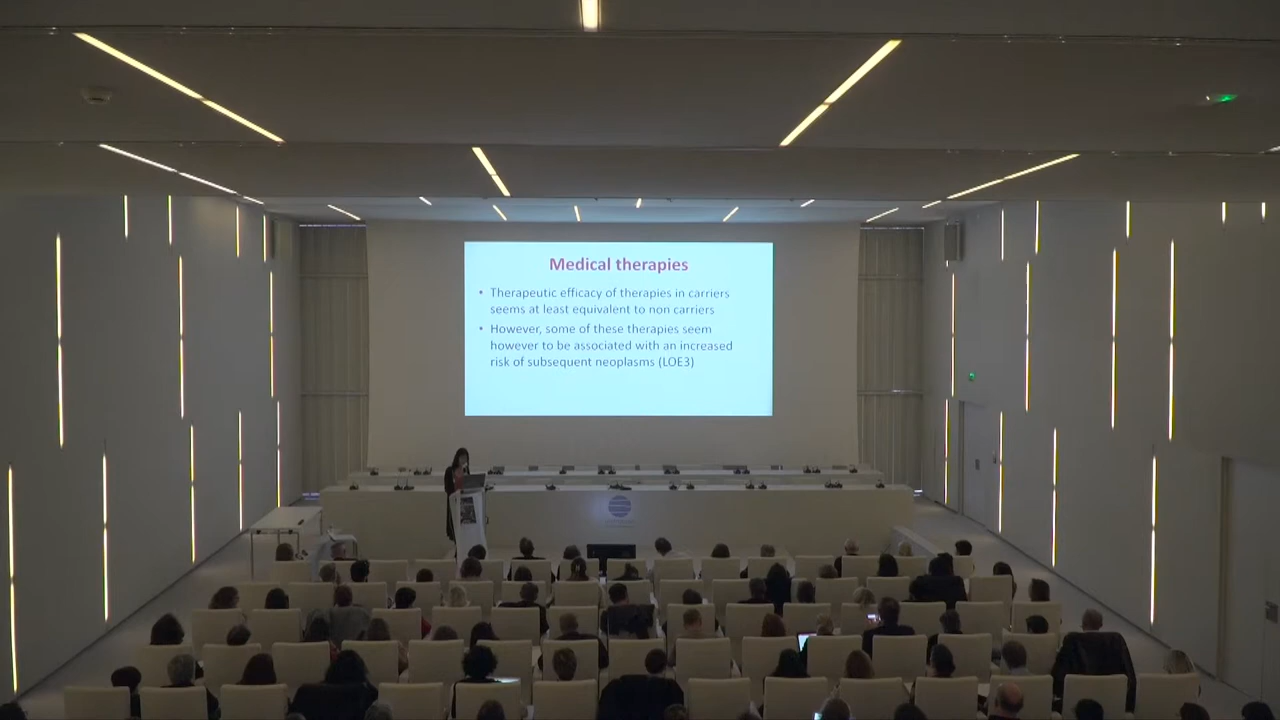 Medical therapies
• Therapeutic efficacy of therapies in carriers
seems at least equivalent to non carriers
• However, some of these therapies seem
however to be associated with an increased
risk of subsequent neoplasms (LOE3)